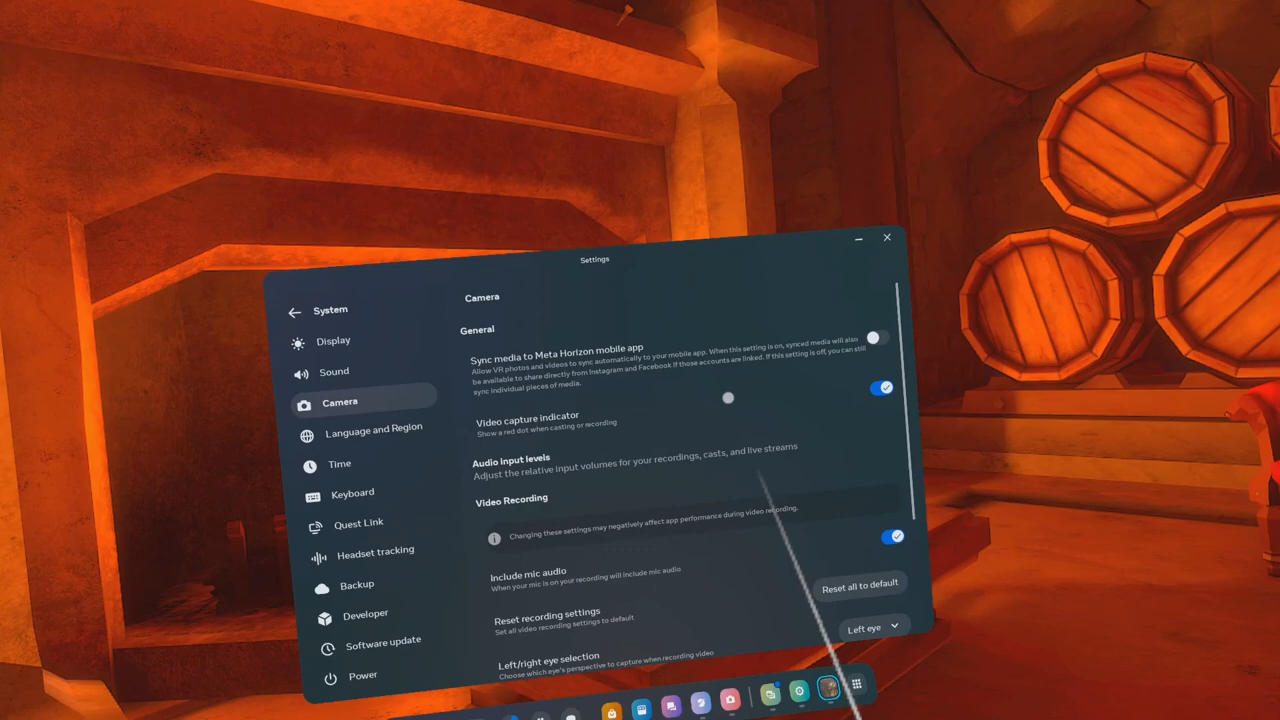 Settings
System
Display
Sound
Camera
Language and Region
Time
Keyboard
Quest Link
Headset tracking
Backup
Developer
Software update
Power
Camera
General
Sync media to Meta Horizon mobile app
Allow VR photos and videos to sync automatically to your mobile app. When this setting is on, synced media will also
be available to share directly from Instagram and Facebook if those accounts are linked. If this setting is off, you can still
sync individual pieces of media.
Video capture indicator
Show a red dot when casting or recording
Audio input levels
Adjust the relative input volumes for your recordings, casts, and live streams
Video Recording
Changing these settings may negatively affect app performance during video recording.
Include mic audio
When your mic is on your recording will include mic audio
Reset recording settings
Set all video recording settings to default
Reset all to default
Left/right eye selection
Choose which eye's perspective to capture when recording video
Left eye